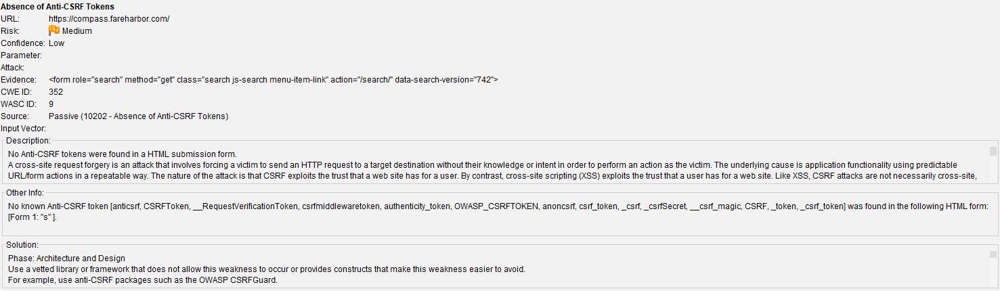 Absence of Anti-CSRF Tokens
URL: https://compass.fareharbor.com/
Risk: Medium
Confidence: Low
Parameter:
Attack:
Evidence: <form role="search" method="get" class="search js-search menu-item-link" action="/search/" data-search-version="742">
CWE ID: 352
WASC ID: 9
Source: Passive (10202 - Absence of Anti-CSRF Tokens)
Input Vector:
Description:
No Anti-CSRF tokens were found in a HTML submission form.
A cross-site request forgery is an attack that involves forcing a victim to send an HTTP request to a target destination without their knowledge or intent in order to perform an action as the victim. The underlying cause is application functionality using predictable
URL/form actions in a repeatable way. The nature of the attack is that CSRF exploits the trust that a web site has for a user. By contrast, cross-site scripting (XSS) exploits the trust that a user has for a web site. Like XSS, CSRF attacks are not necessarily cross-site,
Other Info:
No known Anti-CSRF token [anticsrf, CSRFToken, __RequestVerificationToken, csrfmiddlewaretoken, authenticity_token, OWASP_CSRFTOKEN, anoncsrf, csrf_token, _csrf, _csrfSecret, __csrf_magic, CSRF, _token, _csrf_token] was found in the following HTML form:
[Form 1: "s" ].
Solution:
Phase: Architecture and Design
Use a vetted library or framework that does not allow this weakness to occur or provides constructs that make this weakness easier to avoid.
For example, use anti-CSRF packages such as the OWASP CSRFGuard.